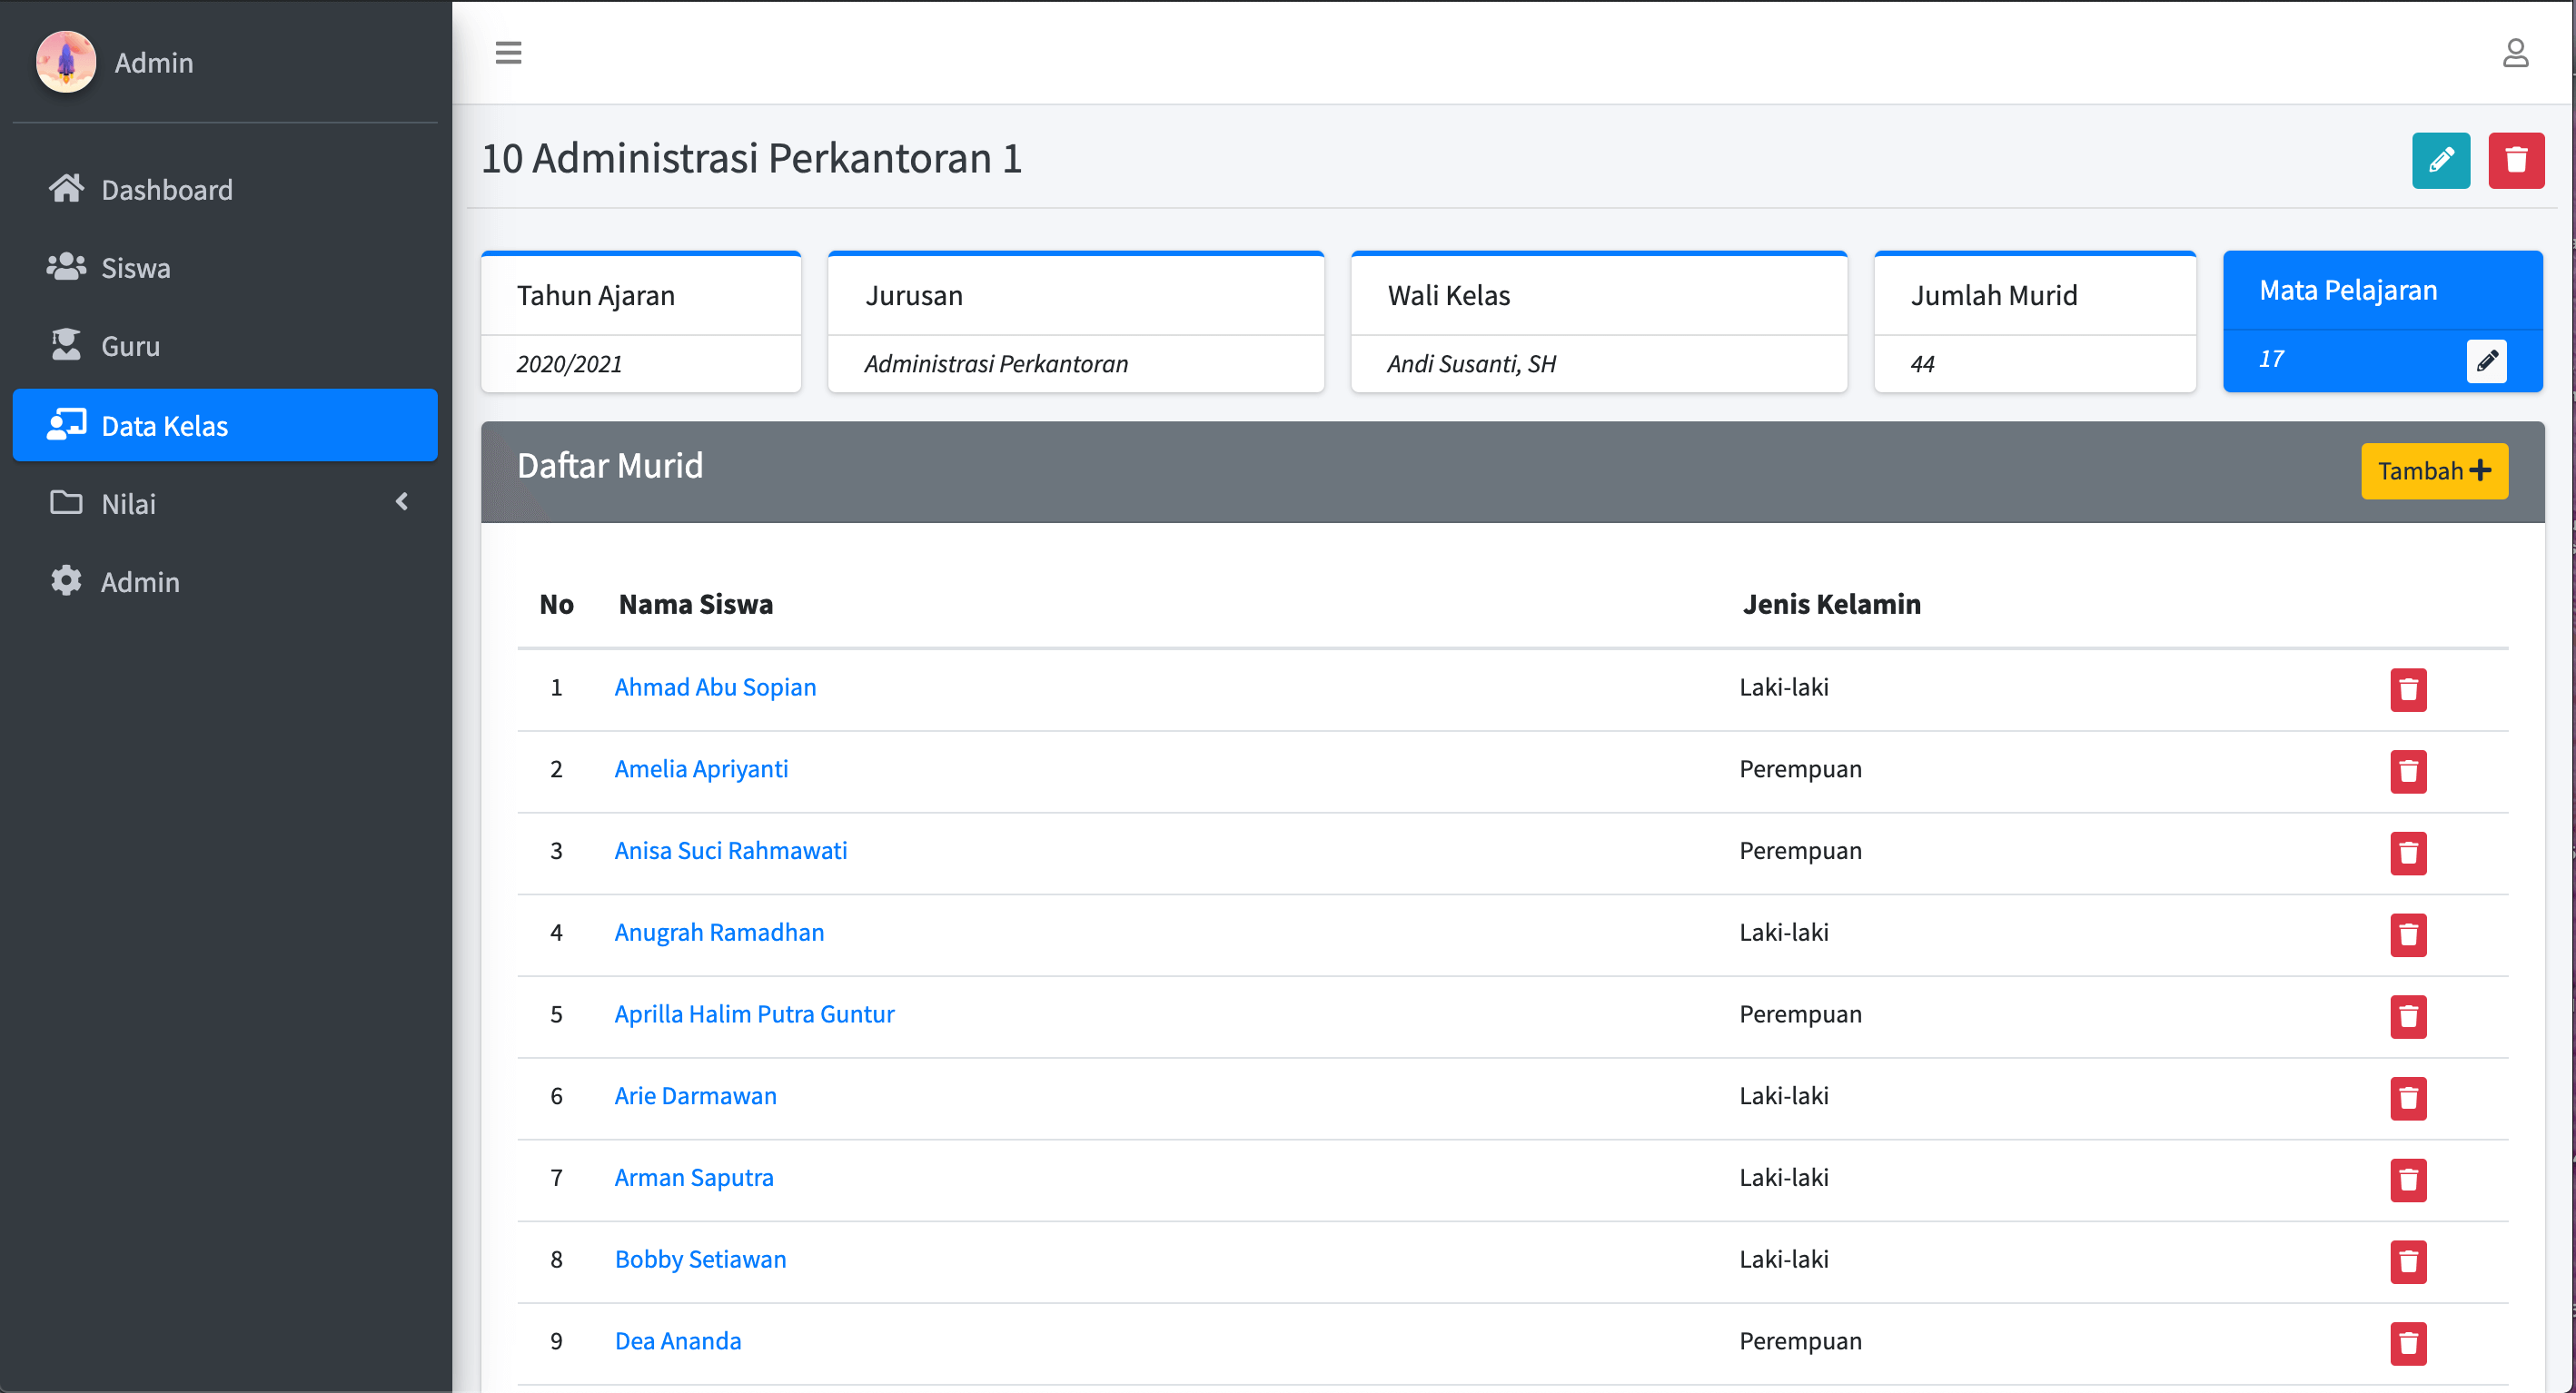 Admin
Dashboard
Siswa
Guru
Data Kelas
Nilai
Admin
10 Administrasi Perkantoran 1
Tahun Ajaran
2020/2021
Jurusan
Administrasi Perkantoran
Wali Kelas
Andi Susanti, SH
Jumlah Murid
44
Mata Pelajaran
17
Daftar Murid
Tambah
No Nama Siswa Jenis Kelamin
1 Ahmad Abu Sopian Laki-laki
2 Amelia Apriyanti Perempuan
3 Anisa Suci Rahmawati Perempuan
4 Anugrah Ramadhan Laki-laki
5 Aprilla Halim Putra Guntur Perempuan
6 Arie Darmawan Laki-laki
7 Arman Saputra Laki-laki
8 Bobby Setiawan Laki-laki
9 Dea Ananda Perempuan